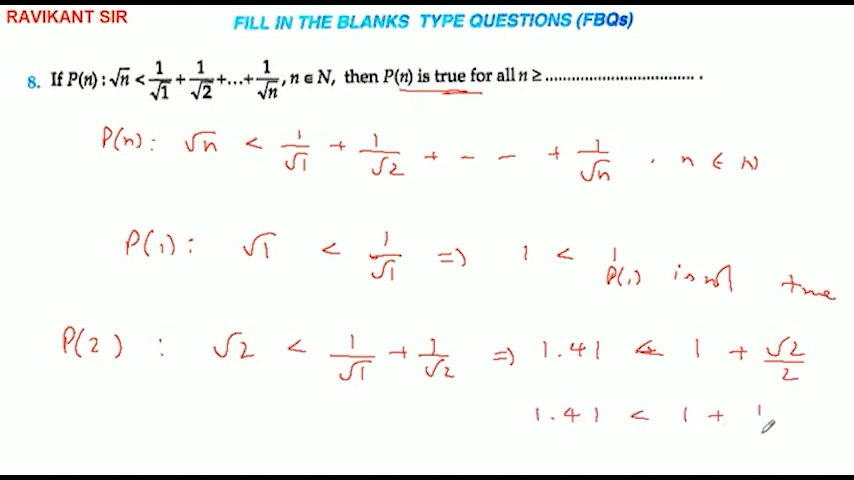 RAVIKANT SIR
FILL IN THE BLANKS TYPE QUESTIONS (FBQs)
8. If P(n) : √n < 1/√1 + 1/√2 +...+ 1/√n, n ∈ N, then P(n) is true for all n ≥ .................................... .
P(n) : √n < 1/√1 + 1/√2 + - - + 1/√n . n ∈ N
P(1) : √1 < 1/√1 => 1 < 1
P(1) is not true
P(2) : √2 < 1/√1 + 1/√2 => 1.41 < 1 + √2/2
1.41 < 1 + 1